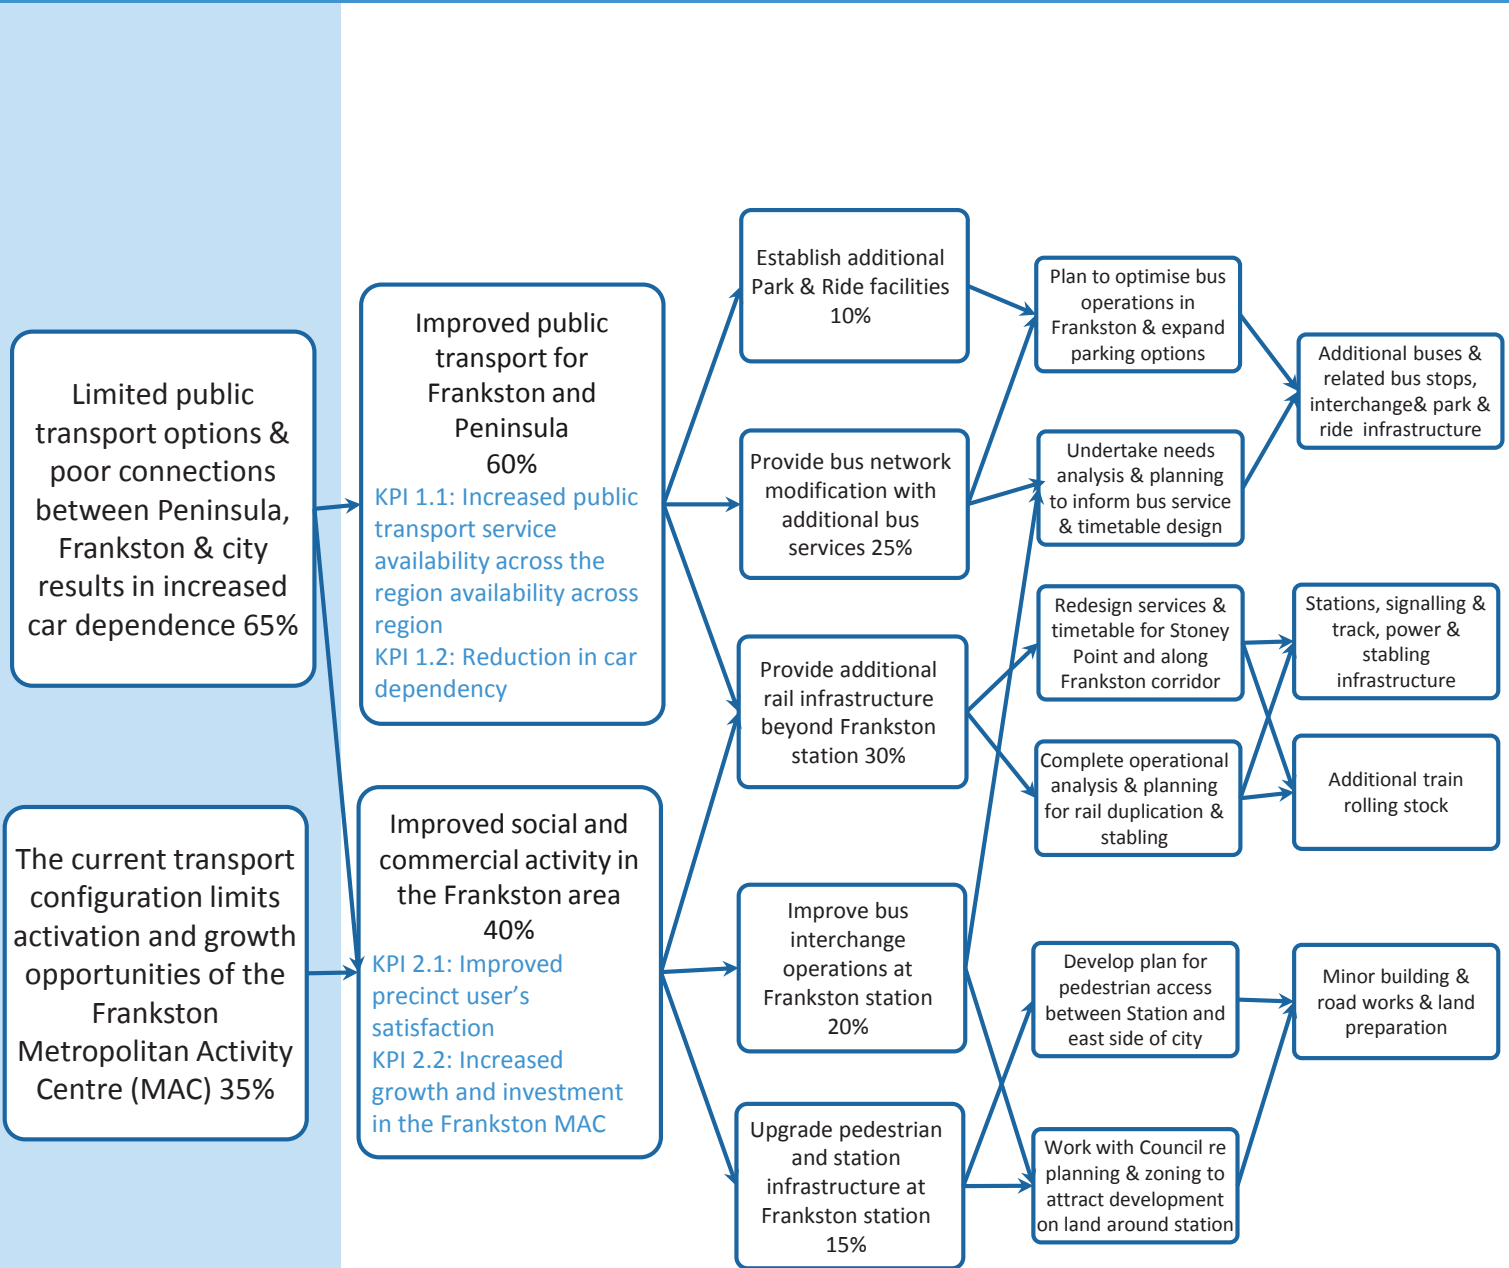 Limited public
transport options &
poor connections
between Peninsula,
Frankston & city
results in increased
car dependence 65%
The current transport
configuration limits
activation and growth
opportunities of the
Frankston
Metropolitan Activity
Centre (MAC) 35%
Improved public
transport for
Frankston and
Peninsula
60%
KPI 1.1: Increased public
transport service
availability across the
region availability across
region
KPI 1.2: Reduction in car
dependency
Improved social and
commercial activity in
the Frankston area
40%
KPI 2.1: Improved
precinct user's
satisfaction
KPI 2.2: Increased
growth and investment
in the Frankston MAC
Establish additional
Park & Ride facilities
10%
Provide bus network
modification with
additional bus
services 25%
Provide additional
rail infrastructure
beyond Frankston
station 30%
Improve bus
interchange
operations at
Frankston station
20%
Upgrade pedestrian
and station
infrastructure at
Frankston station
15%
Plan to optimise bus
operations in
Frankston & expand
parking options
Undertake needs
analysis & planning
to inform bus service
& timetable design
Redesign services &
timetable for Stoney
Point and along
Frankston corridor
Complete operational
analysis & planning
for rail duplication &
stabling
Develop plan for
pedestrian access
between Station and
east side of city
Work with Council re
planning & zoning to
attract development
on land around station
Additional buses &
related bus stops,
interchange& park &
ride infrastructure
Stations, signalling &
track, power &
stabling
infrastructure
Additional train
rolling stock
Minor building &
road works & land
preparation